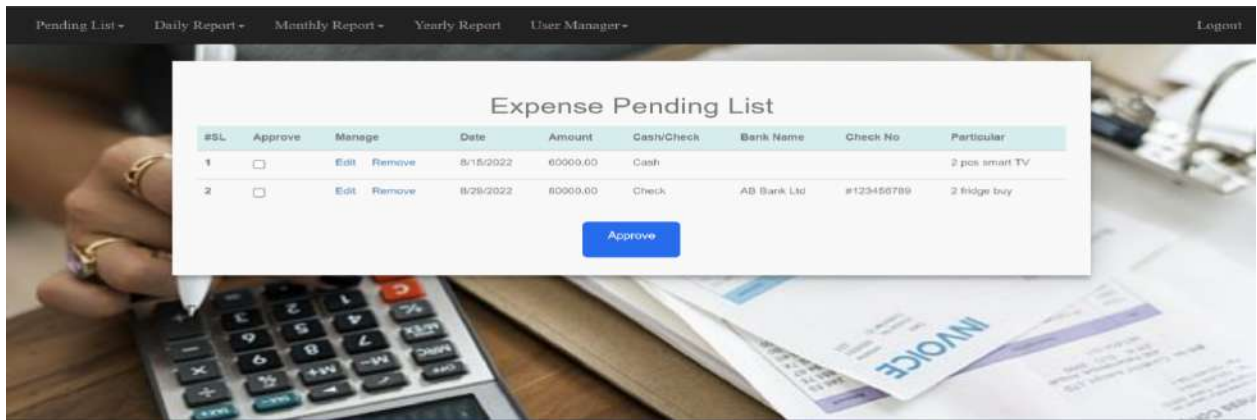 Pending List Daily Report Monthly Report Yearly Report User Manager Logout
Expense Pending List
#SL Approve Manage Date Amount Cash/Check Bank Name Check No Particular
1 Edit Remove 8/18/2022 60000.00 Cash 2 pcs smart TV
2 Edit Remove 8/29/2022 80000.00 Check AB Bank Ltd #123456789 2 fridge buy
Approve
INVOICE